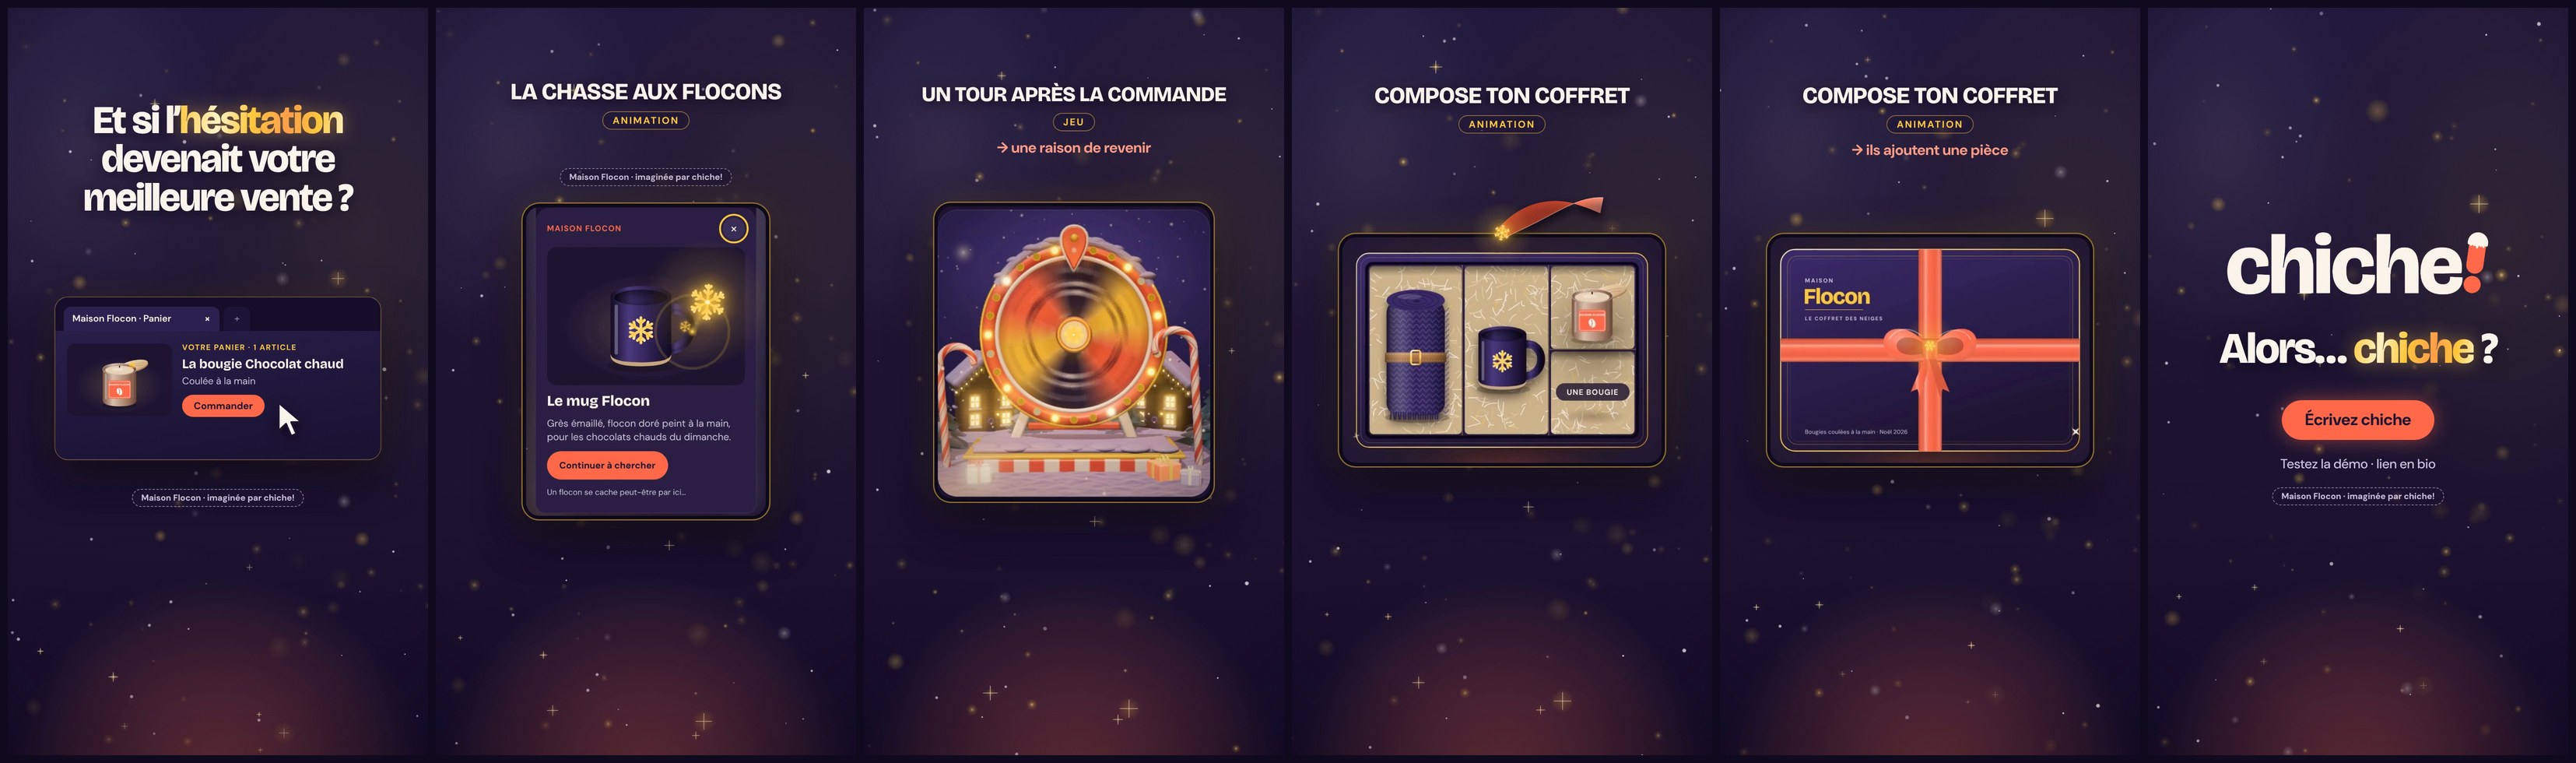 Et si l'hésitation
devenait votre
meilleure vente ?
Maison Flocon · Panier
×
+
VOTRE PANIER · 1 ARTICLE
La bougie Chocolat chaud
Coulée à la main
Commander
Maison Flocon · imaginée par chiche!
LA CHASSE AUX FLOCONS
ANIMATION
Maison Flocon · imaginée par chiche!
MAISON FLOCON
×
Le mug Flocon
Grès émaillé, flocon doré peint à la main,
pour les chocolats chauds du dimanche.
Continuer à chercher
Un flocon se cache peut-être par ici...
UN TOUR APRÈS LA COMMANDE
JEU
→ une raison de revenir
COMPOSE TON COFFRET
ANIMATION
UNE BOUGIE
COMPOSE TON COFFRET
ANIMATION
→ ils ajoutent une pièce
MAISON
Flocon
LE COFFRET DES NEIGES
Bougies coulées à la main · Noël 2026
chiche!
Alors... chiche ?
Écrivez chiche
Testez la démo · lien en bio
Maison Flocon · imaginée par chiche!